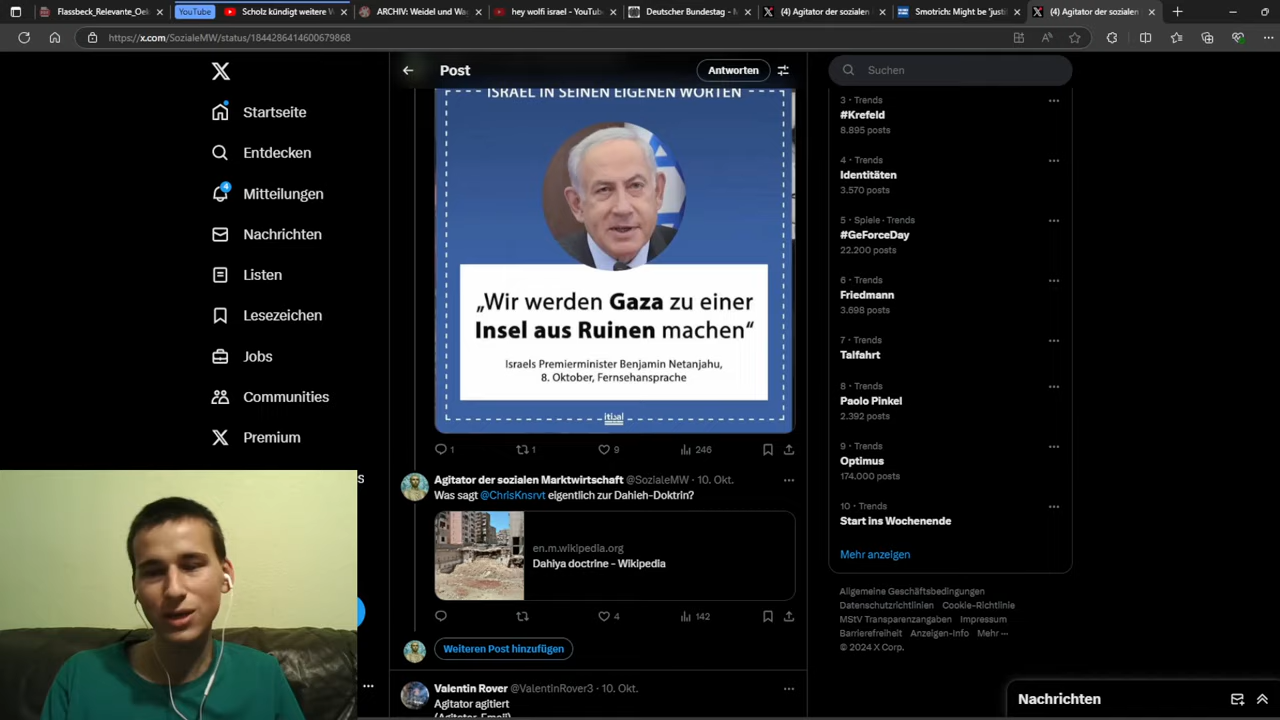 Flassbeck_Relevante_Oek
YouTube
Scholz kündigt weitere W
ARCHIV: Weidel und Wa
hey wolfi israel - YouTub
Deutscher Bundestag - M
(4) Agitator der sozialen
Smotrich: Might be 'justi
(4) Agitator der sozialen
https://x.com/SozialeMW/status/1844286414600679868
Startseite
Entdecken
4
Mitteilungen
Nachrichten
Listen
Lesezeichen
Jobs
Communities
Premium
s
Post
Antworten
ISRAEL IN SEINEN EIGENEN WORTEN
„Wir werden Gaza zu einer
Insel aus Ruinen machen“
Israels Premierminister Benjamin Netanjahu,
8. Oktober, Fernsehansprache
itidal
1
1
9
246
Agitator der sozialen Marktwirtschaft @SozialeMW · 10. Okt.
Was sagt @ChrisKnsrvt eigentlich zur Dahieh-Doktrin?
en.m.wikipedia.org
Dahiya doctrine - Wikipedia
4
142
Weiteren Post hinzufügen
Valentin Rover @ValentinRover3 · 10. Okt.
Agitator agitiert
(Agitator, Email)
Suchen
3 · Trends
#Krefeld
8.895 posts
4 · Trends
Identitäten
3.570 posts
5 · Spiele · Trends
#GeForceDay
22.200 posts
6 · Trends
Friedmann
3.698 posts
7 · Trends
Talfahrt
8 · Trends
Paolo Pinkel
2.392 posts
9 · Trends
Optimus
174.000 posts
10 · Trends
Start ins Wochenende
Mehr anzeigen
Allgemeine Geschäftsbedingungen
Datenschutzrichtlinien Cookie-Richtlinie
MStV Transparenzangaben Impressum
Barrierefreiheit Anzeigen-Info Mehr ···
© 2024 X Corp.
Nachrichten